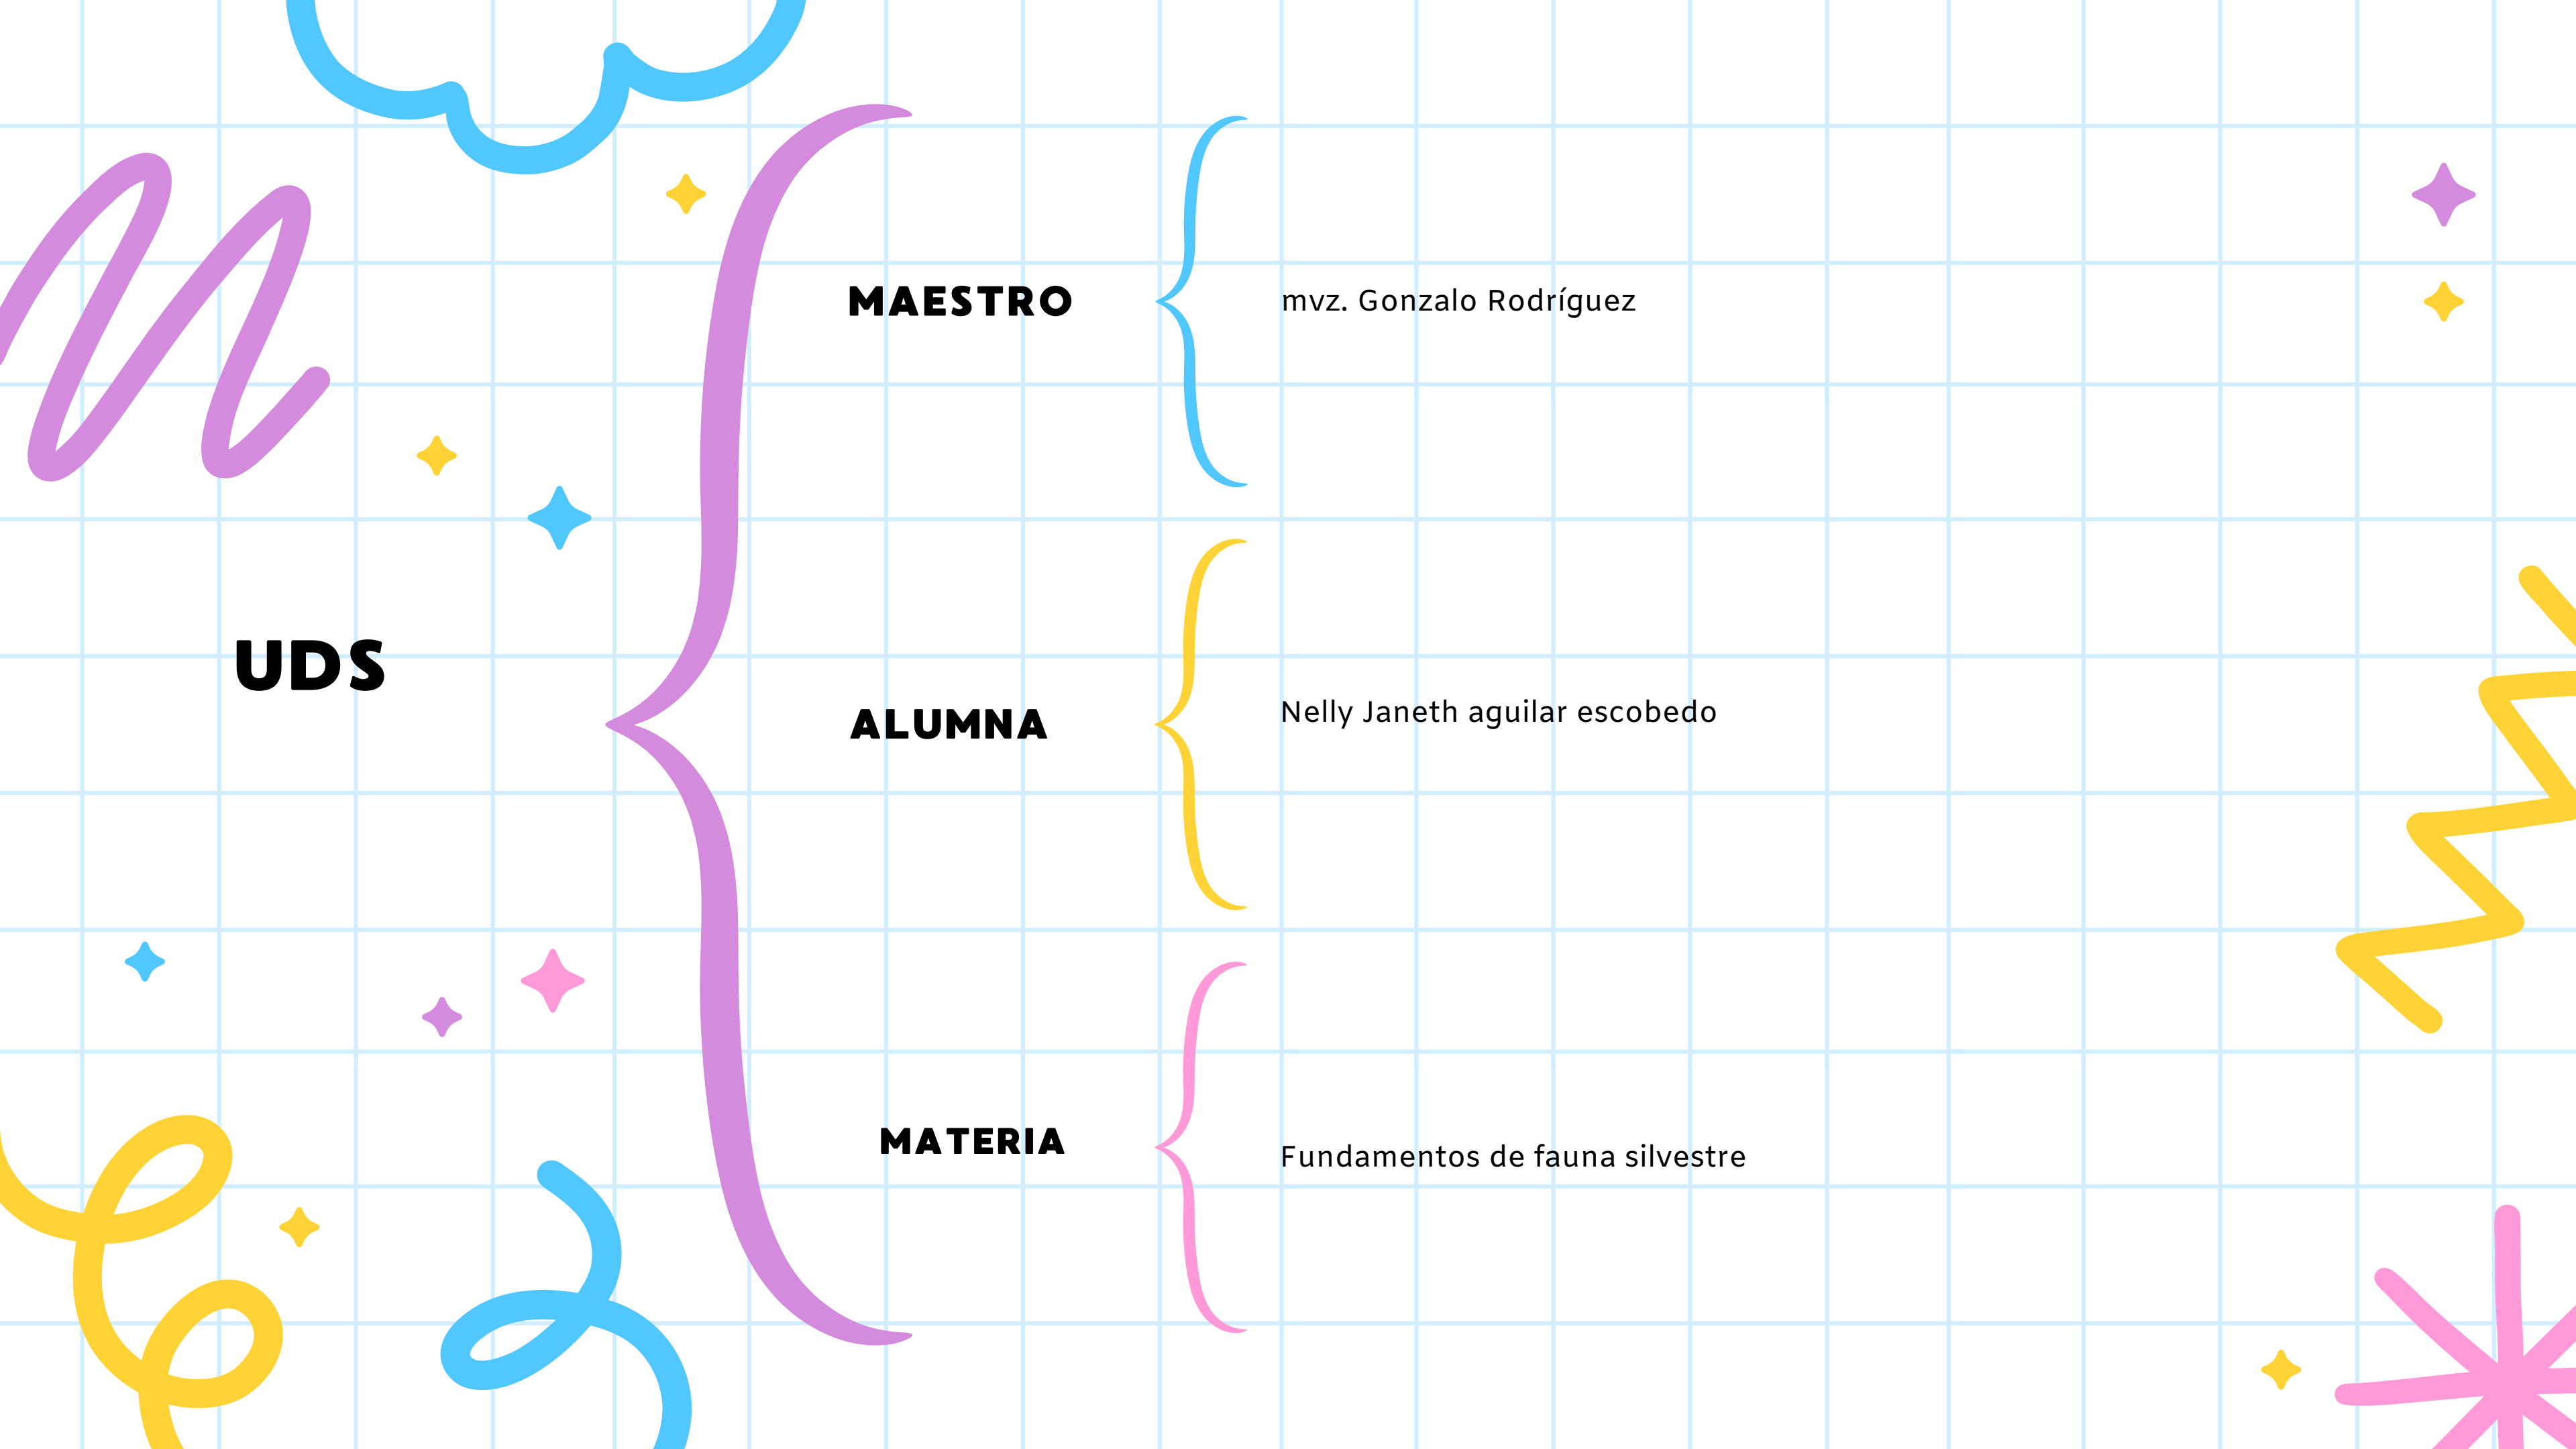 UDS
MAESTRO
mvz. Gonzalo Rodríguez
ALUMNA
Nelly Janeth aguilar escobedo
MATERIA
Fundamentos de fauna silvestre